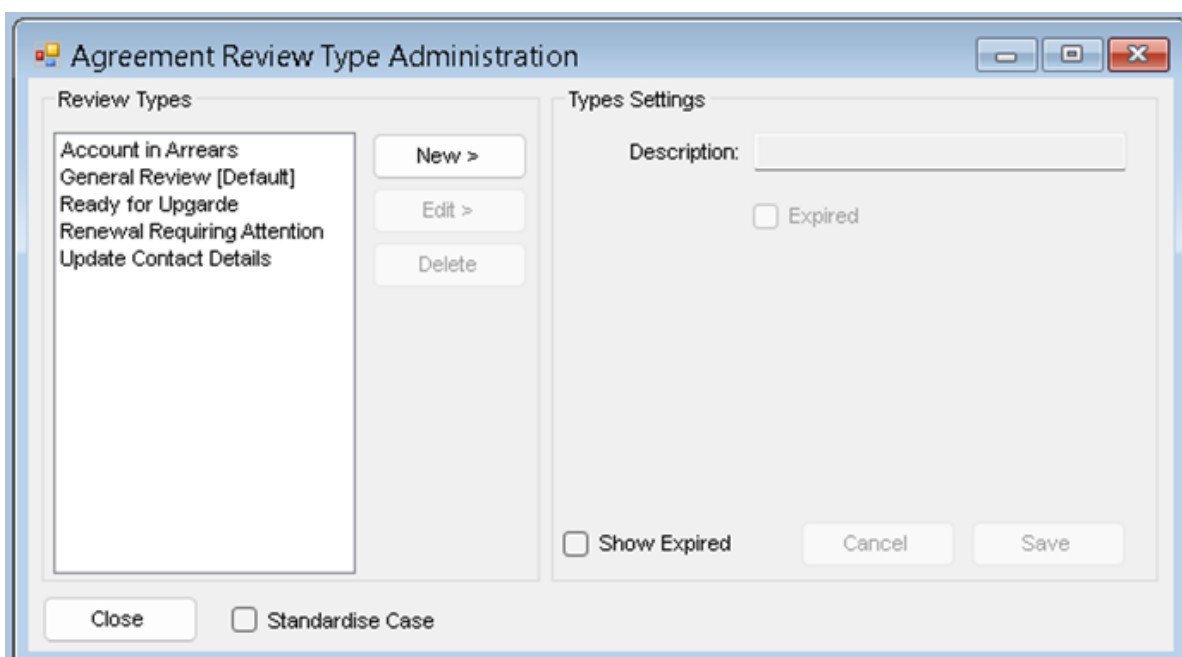 Agreement Review Type Administration
Review Types
Account in Arrears
General Review [Default]
Ready for Upgarde
Renewal Requiring Attention
Update Contact Details
New >
Edit >
Delete
Types Settings
Description:
Expired
Show Expired
Cancel
Save
Close
Standardise Case